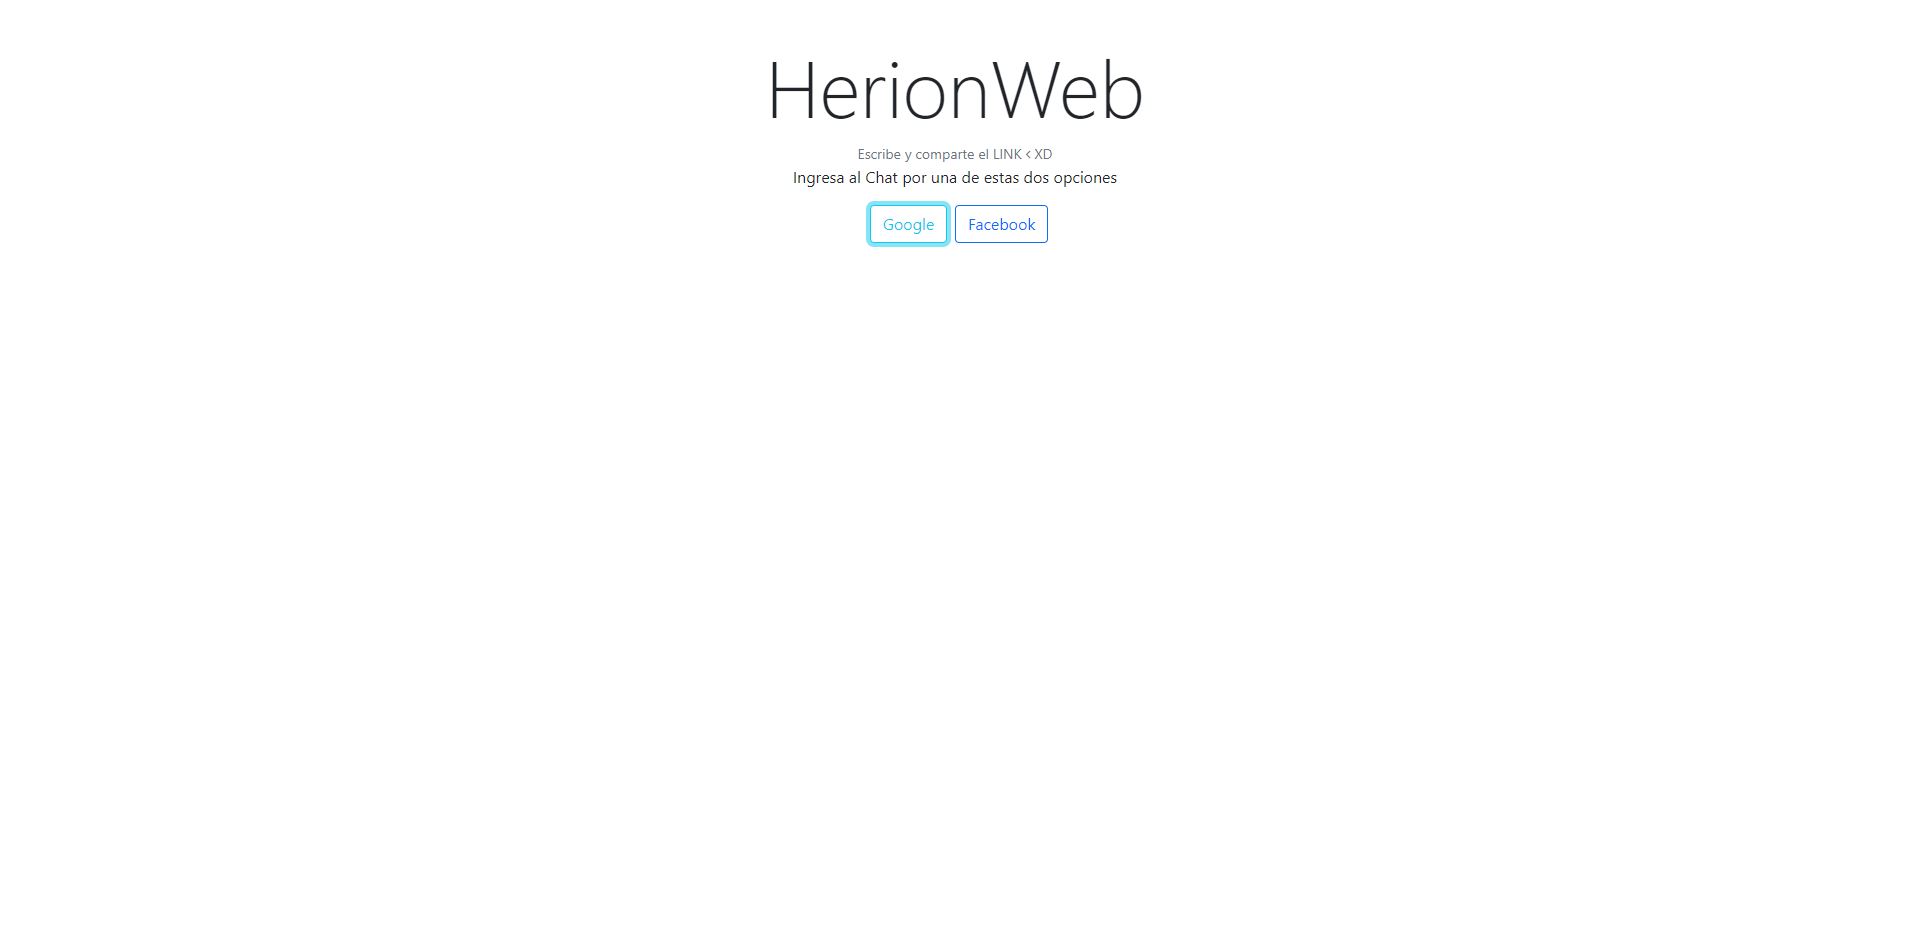 HerionWeb
Escribe y comparte el LINK < XD
Ingresa al Chat por una de estas dos opciones
Google Facebook